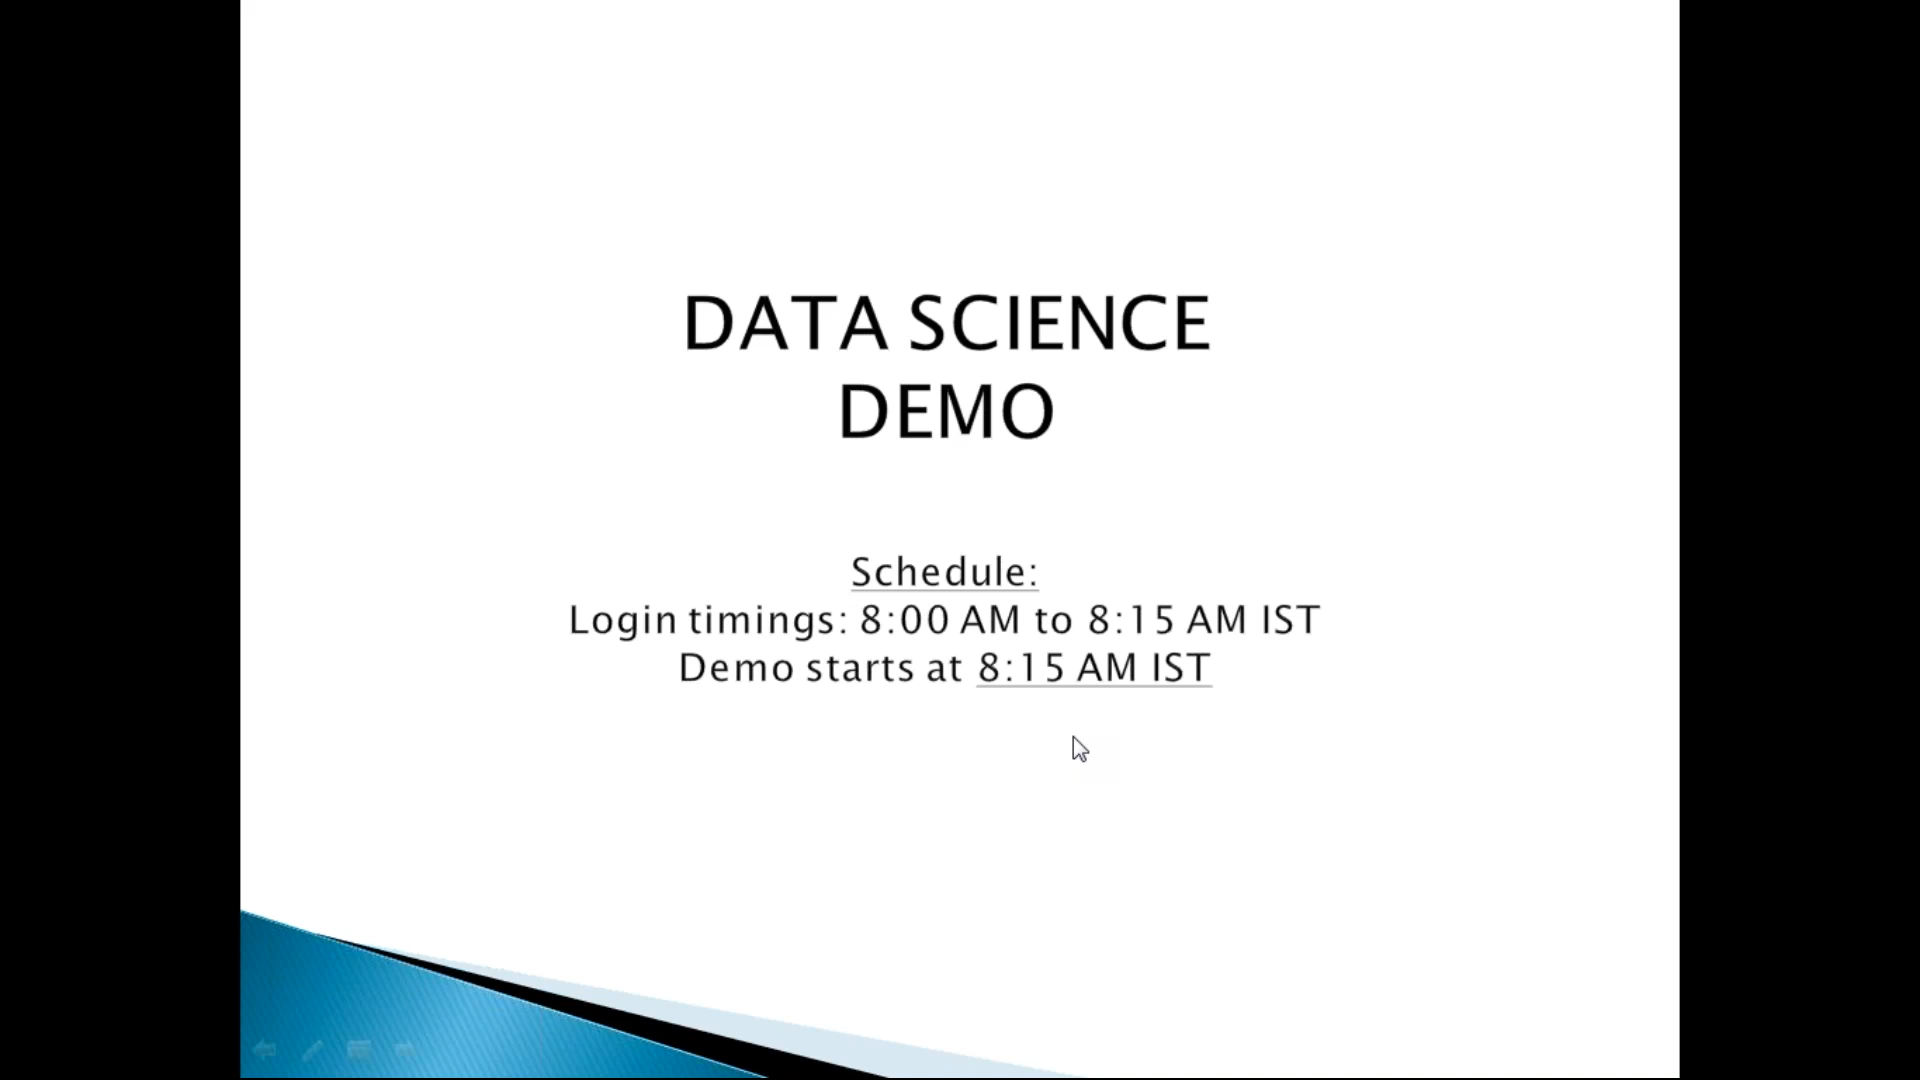 DATA SCIENCE
DEMO
Schedule:
Login timings: 8:00 AM to 8:15 AM IST
Demo starts at 8:15 AM IST